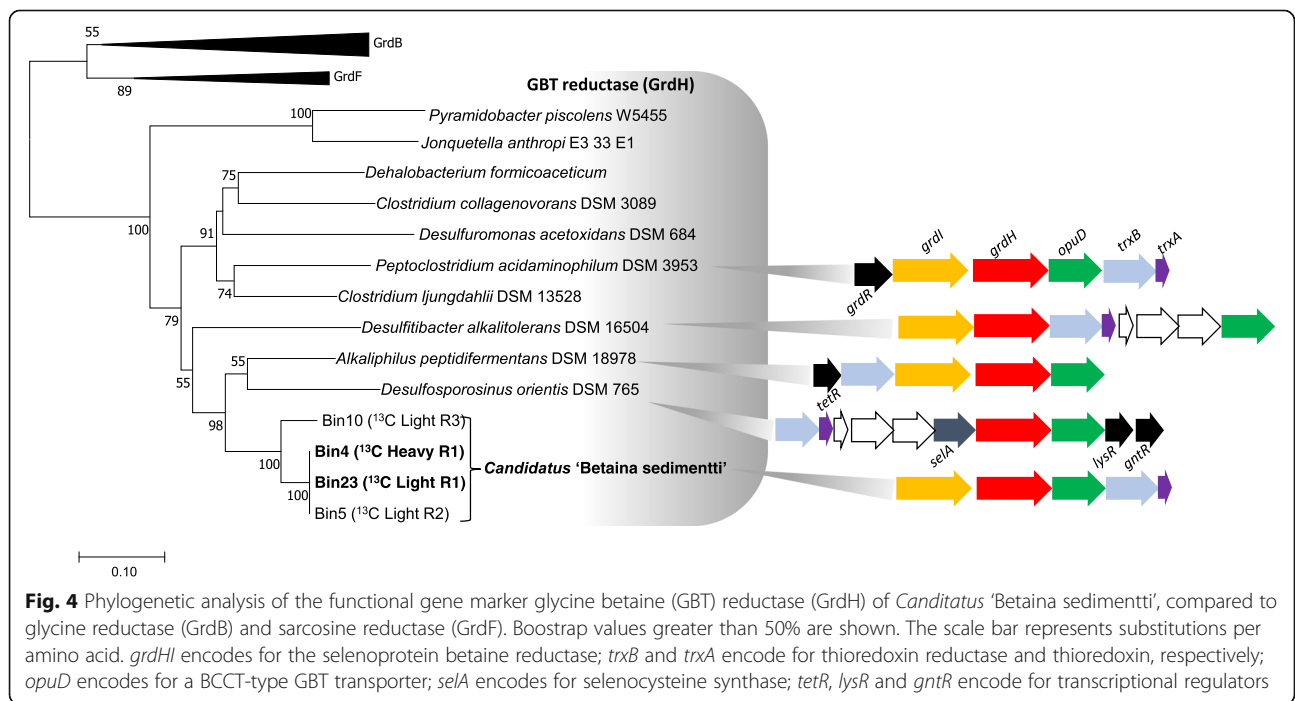 55
GrdB
GrdF
89
GBT reductase (GrdH)
100
Pyramidobacter piscolens W5455
Jonquetella anthropi E3 33 E1
75
Dehalobacterium formicoaceticum
Clostridium collagenovorans DSM 3089
100
91
Desulfuromonas acetoxidans DSM 684
grdI
grdH
opuD
trxB
trxA
Peptoclostridium acidaminophilum DSM 3953
grdR
74
Clostridium ljungdahlii DSM 13528
79
Desulfitibacter alkalitolerans DSM 16504
55
55
Alkaliphilus peptidifermentans DSM 18978
tetR
Desulfosporosinus orientis DSM 765
98
Bin10 (¹³C Light R3)
selA
lysR
gntR
100
Bin4 (¹³C Heavy R1)
Candidatus ‘Betaina sedimentti’
100
Bin23 (¹³C Light R1)
Bin5 (¹³C Light R2)
0.10
Fig. 4 Phylogenetic analysis of the functional gene marker glycine betaine (GBT) reductase (GrdH) of Canditatus ‘Betaina sedimentti’, compared to
glycine reductase (GrdB) and sarcosine reductase (GrdF). Boostrap values greater than 50% are shown. The scale bar represents substitutions per
amino acid. grdHI encodes for the selenoprotein betaine reductase; trxB and trxA encode for thioredoxin reductase and thioredoxin, respectively;
opuD encodes for a BCCT-type GBT transporter; selA encodes for selenocysteine synthase; tetR, lysR and gntR encode for transcriptional regulators